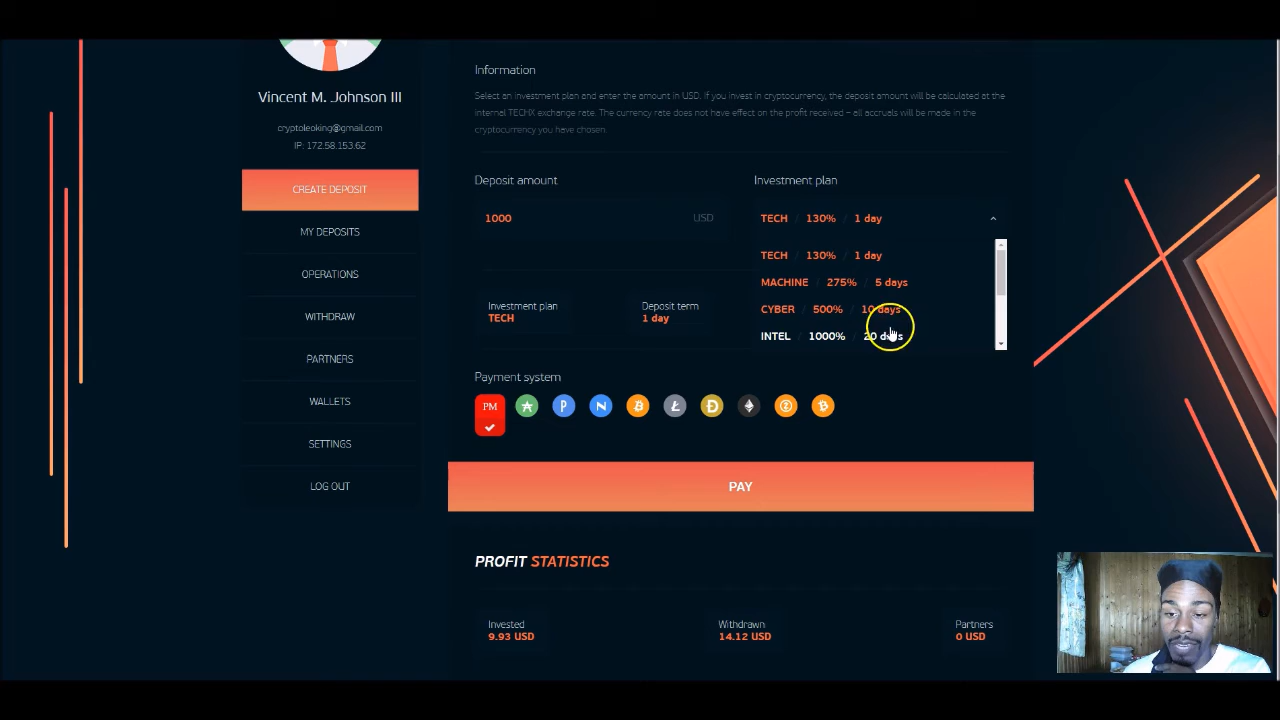 Vincent M. Johnson III
cryptoleoking@gmail.com
IP: 172.58.153.62
CREATE DEPOSIT
MY DEPOSITS
OPERATIONS
WITHDRAW
PARTNERS
WALLETS
SETTINGS
LOG OUT
Information
Select an investment plan and enter the amount in USD. If you invest in cryptocurrency, the deposit amount will be calculated at the
internal TECHX exchange rate. The currency rate does not have effect on the profit received – all accruals will be made in the
cryptocurrency you have chosen.
Deposit amount
1000 USD
Investment plan
TECH / 130% / 1 day
TECH / 130% / 1 day
MACHINE / 275% / 5 days
CYBER / 500% / 10 days
INTEL / 1000% / 20 days
Investment plan
TECH
Deposit term
1 day
Payment system
PM
PAY
PROFIT STATISTICS
Invested
9.93 USD
Withdrawn
14.12 USD
Partners
0 USD